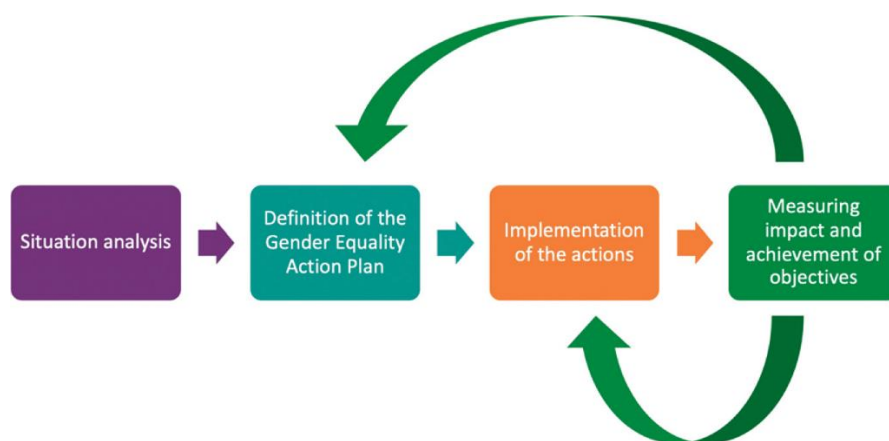 Situation analysis
Definition of the
Gender Equality
Action Plan
Implementation
of the actions
Measuring
impact and
achievement of
objectives